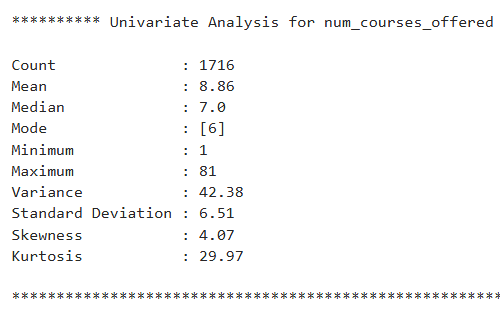 ********** Univariate Analysis for num_courses_offered
Count              : 1716
Mean               : 8.86
Median             : 7.0
Mode               : [6]
Minimum            : 1
Maximum            : 81
Variance           : 42.38
Standard Deviation : 6.51
Skewness           : 4.07
Kurtosis           : 29.97
*******************************************************